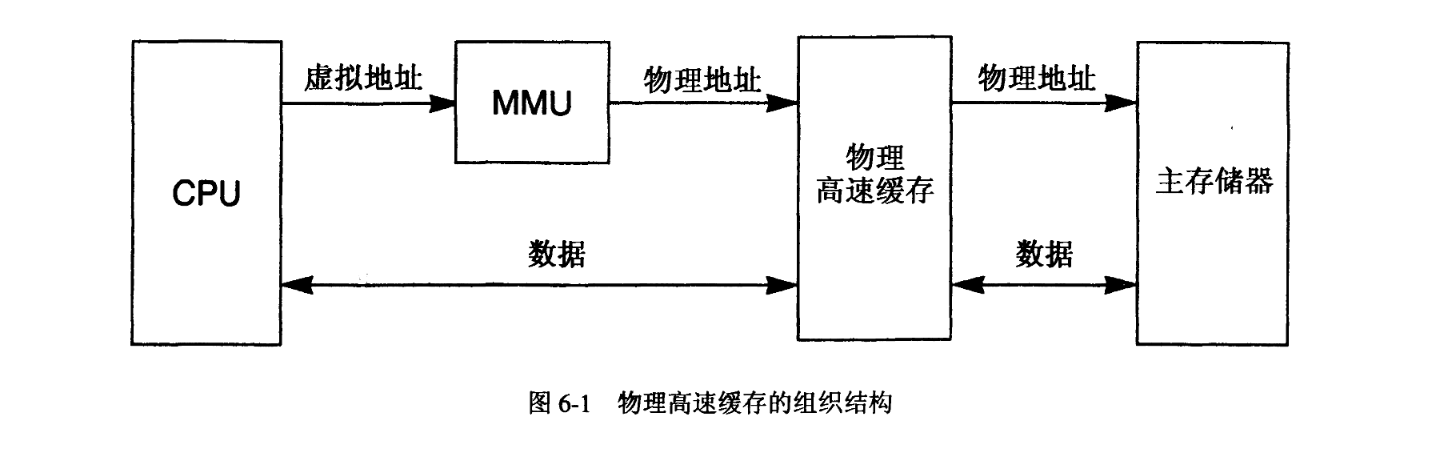 虚拟地址
物理地址
物理地址
MMU
CPU
物理
高速缓存
主存储器
数据
数据
图 6-1 物理高速缓存的组织结构